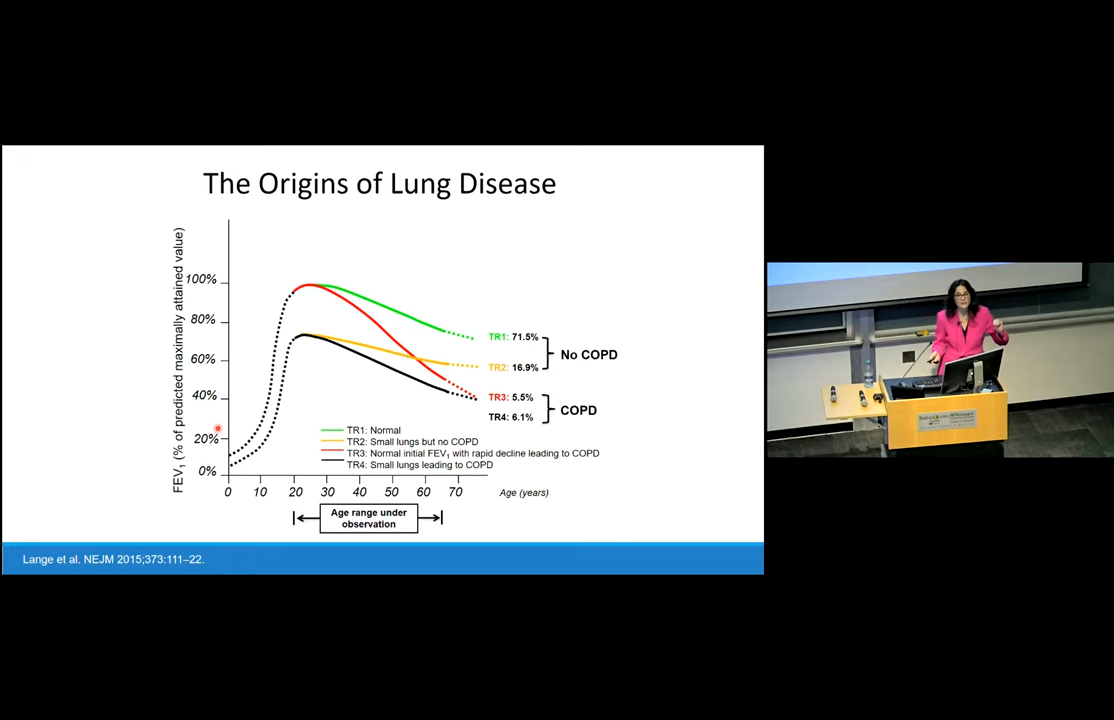 The Origins of Lung Disease
FEV1 (% of predicted maximally attained value)
100%
80%
60%
40%
20%
0%
TR1: 71.5%
TR2: 16.9%
No COPD
TR3: 5.5%
TR4: 6.1%
COPD
TR1: Normal
TR2: Small lungs but no COPD
TR3: Normal initial FEV1 with rapid decline leading to COPD
TR4: Small lungs leading to COPD
0 10 20 30 40 50 60 70 Age (years)
Age range under
observation
Lange et al. NEJM 2015;373:111–22.